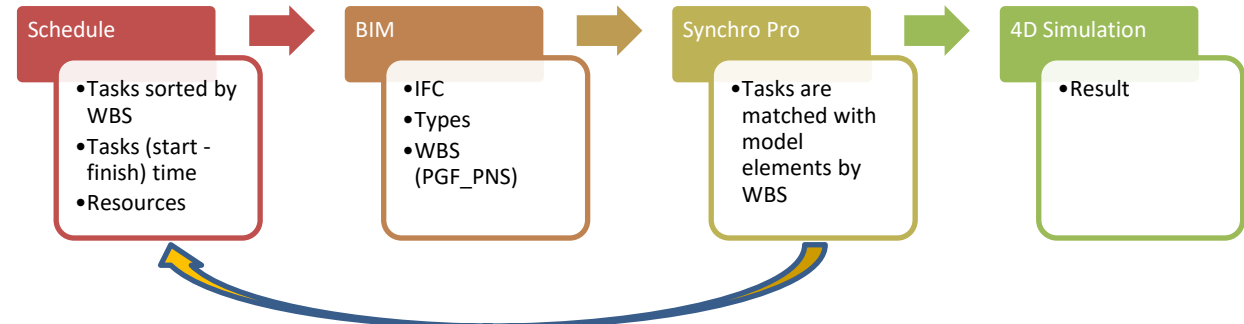 Schedule
•Tasks sorted by
WBS
•Tasks (start -
finish) time
•Resources
BIM
•IFC
•Types
•WBS
(PGF_PNS)
Synchro Pro
•Tasks are
matched with
model
elements by
WBS
4D Simulation
•Result